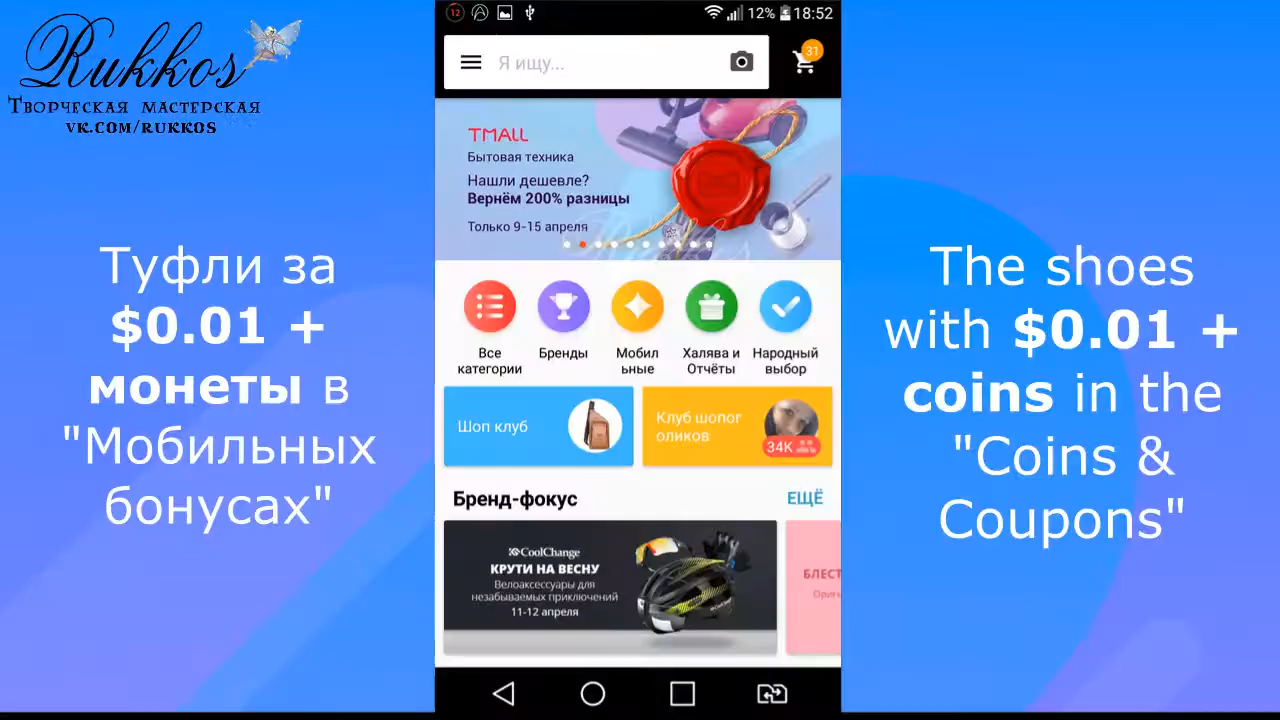 Rukkos
Творческая мастерская
vk.com/rukkos
Туфли за
$0.01 +
монеты в
"Мобильных
бонусах"
12
12%
18:52
Я ищу...
31
TMALL
Бытовая техника
Нашли дешевле?
Вернём 200% разницы
Только 9-15 апреля
Все
категории
Бренды
Мобил
ьные
Халява и
Отчёты
Народный
выбор
Шоп клуб
Клуб шопог
оликов
34K
Бренд-фокус
ЕЩЁ
CoolChange
КРУТИ НА ВЕСНУ
Велоаксессуары для
незабываемых приключений
11-12 апреля
БЛЕСТ
The shoes
with $0.01 +
coins in the
"Coins &
Coupons"